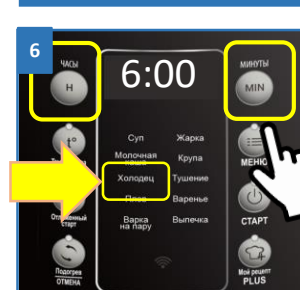 6
ЧАСЫ
МИНУТЫ
H
6:00
MIN
Суп
Жарка
Молочная
каша
Крупа
МЕНЮ
Холодец
Тушение
Варенье
Отложенный
старт
СТАРТ
Варка
на пару
Выпечка
Подогрев
ОТМЕНА
Мой рецепт
PLUS